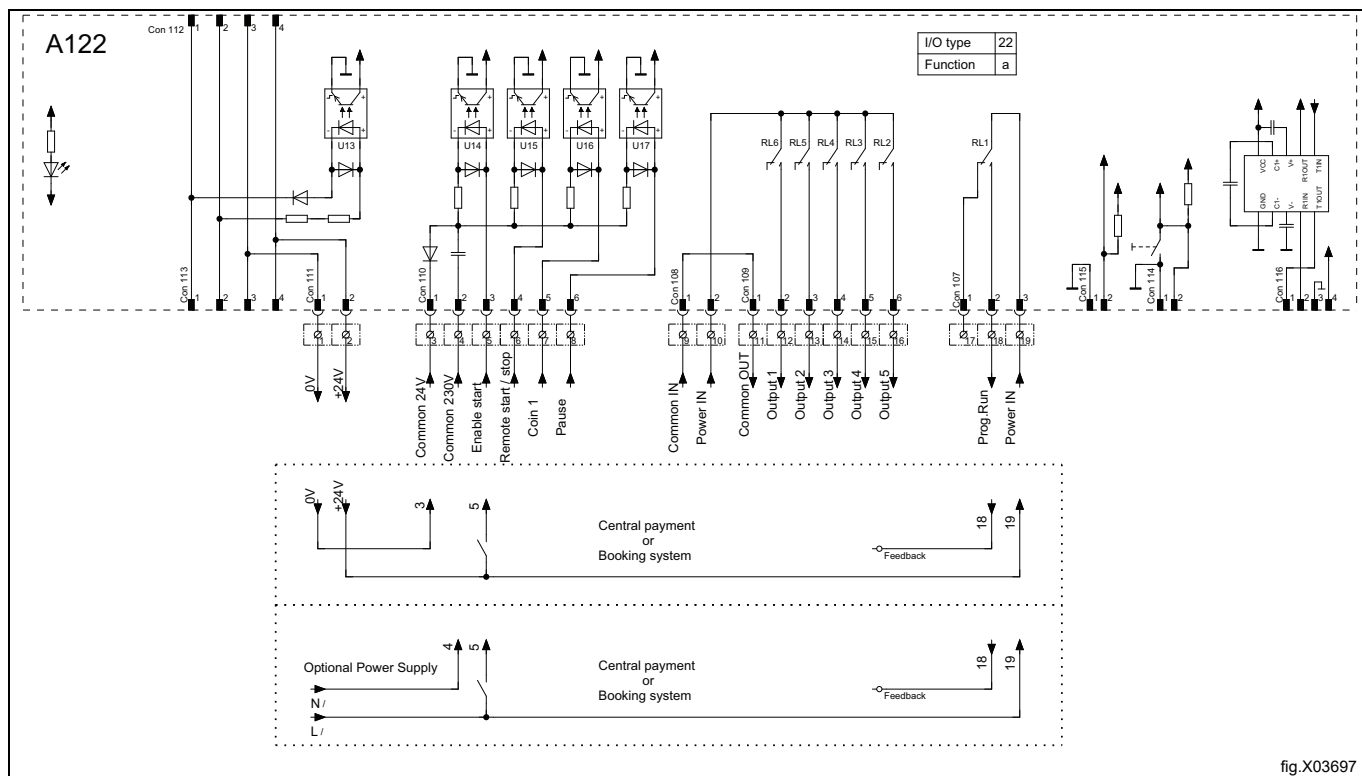 A122
Con 112
1 2 3 4
I/O type 22
Function a
U13 U14 U15 U16 U17
- + - + - + - + - +
RL6 RL5 RL4 RL3 RL2 RL1
VCC C1+ V+ R1OUT T1IN
GND C1- V- R1IN T1OUT
Con 113 Con 111 Con 110 Con 108 Con 109 Con 107 Con 115 Con 114 Con 116
1 2 3 4 1 2 1 2 3 4 5 6 1 2 1 2 3 4 5 6 1 2 3 1 2 1 2 1 2 3 4
1 2 3 4 5 6 7 8 9 10 11 12 13 14 15 16 17 18 19
0V
+24V
Common 24V
Common 230V
Enable start
Remote start / stop
Coin 1
Pause
Common IN
Power IN
Common OUT
Output 1
Output 2
Output 3
Output 4
Output 5
Prog.Run
Power IN
0V
+24V
3
5
Central payment
or
Booking system
Feedback
18
19
Optional Power Supply
4
5
N /
L /
Central payment
or
Booking system
Feedback
18
19
fig.X03697